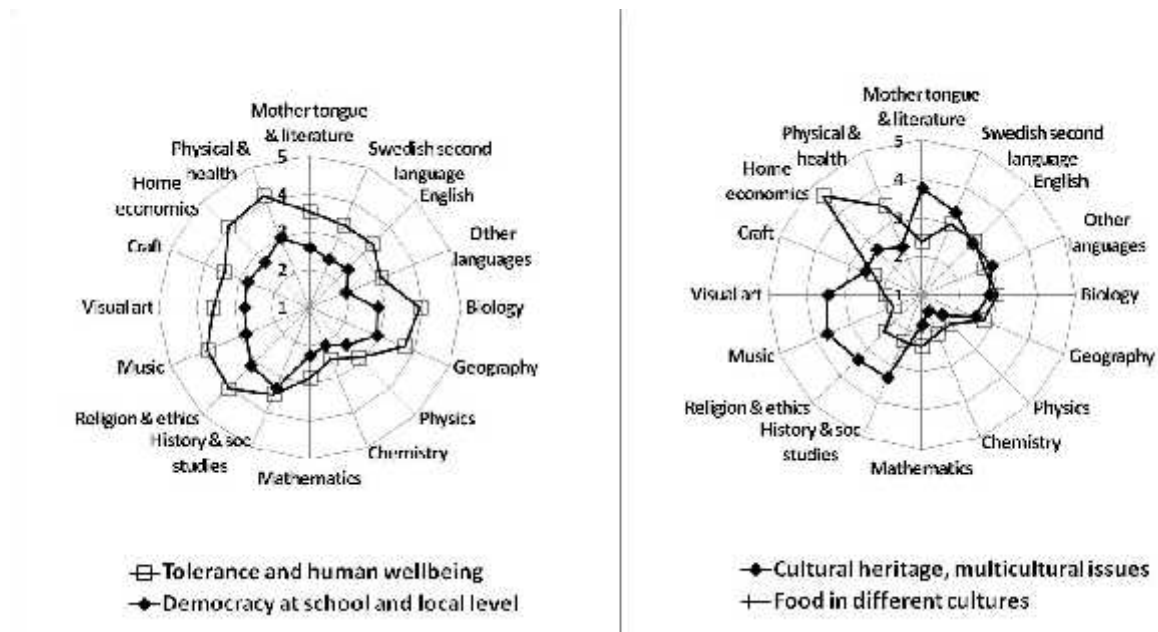 Mother tongue
& literature
Physical &
health
Swedish second
language
Home
economics
English
Craft
Other
languages
Visual art
Biology
Music
Geography
Religion & ethics
Physics
History & soc
studies
Chemistry
Mathematics
5
4
3
2
1
Tolerance and human wellbeing
Democracy at school and local level
Mother tongue
& literature
Physical &
health
Swedish second
language
Home
economics
English
Craft
Other
anguages
Visual art
Biology
Music
Geography
Religion & ethics
Physics
History & soc
studies
Chemistry
Mathematics
5
4
3
2
1
Cultural heritage, multicultural issues
Food in different cultures